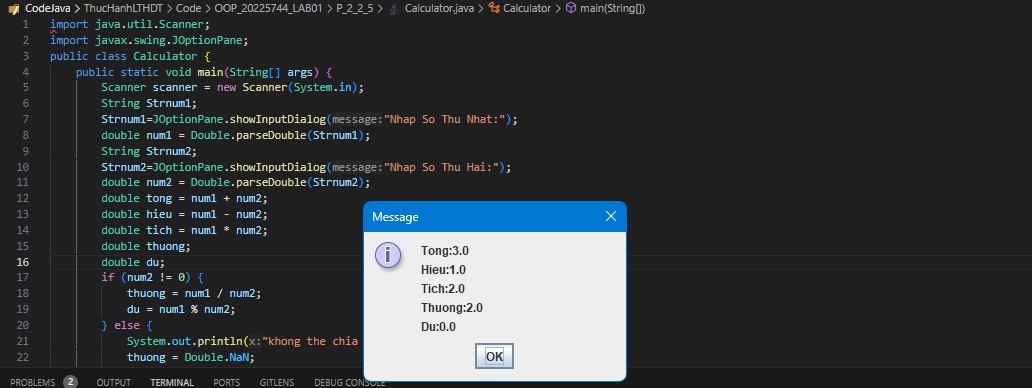 CodeJava > ThucHanhLTHDT > Code > OOP_20225744_LAB01 > P_2_2_5 > Calculator.java > Calculator > main(String[])
1 import java.util.Scanner;
2 import javax.swing.JOptionPane;
3 public class Calculator {
4 public static void main(String[] args) {
5 Scanner scanner = new Scanner(System.in);
6 String Strnum1;
7 Strnum1=JOptionPane.showInputDialog(message:"Nhap So Thu Nhat:");
8 double num1 = Double.parseDouble(Strnum1);
9 String Strnum2;
10 Strnum2=JOptionPane.showInputDialog(message:"Nhap So Thu Hai:");
11 double num2 = Double.parseDouble(Strnum2);
12 double tong = num1 + num2;
13 double hieu = num1 - num2;
14 double tich = num1 * num2;
15 double thuong;
16 double du;
17 if (num2 != 0) {
18 thuong = num1 / num2;
19 du = num1 % num2;
20 } else {
21 System.out.println(x:"khong the chia
22 thuong = Double.NaN;
Message
Tong:3.0
Hieu:1.0
Tich:2.0
Thuong:2.0
Du:0.0
OK
PROBLEMS 2 OUTPUT TERMINAL PORTS GITLENS DEBUG CONSOLE